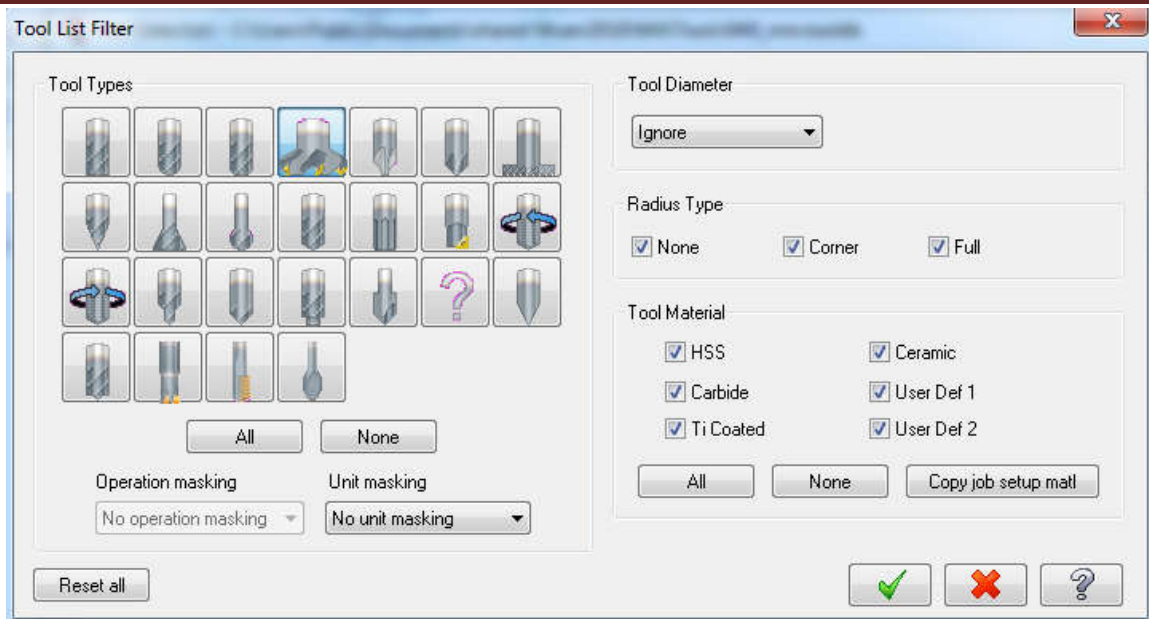 Tool List Filter
Tool Types
All None
Operation masking Unit masking
No operation masking No unit masking
Reset all
Tool Diameter
Ignore
Radius Type
None Corner Full
Tool Material
HSS Ceramic
Carbide User Def 1
Ti Coated User Def 2
All None Copy job setup matl